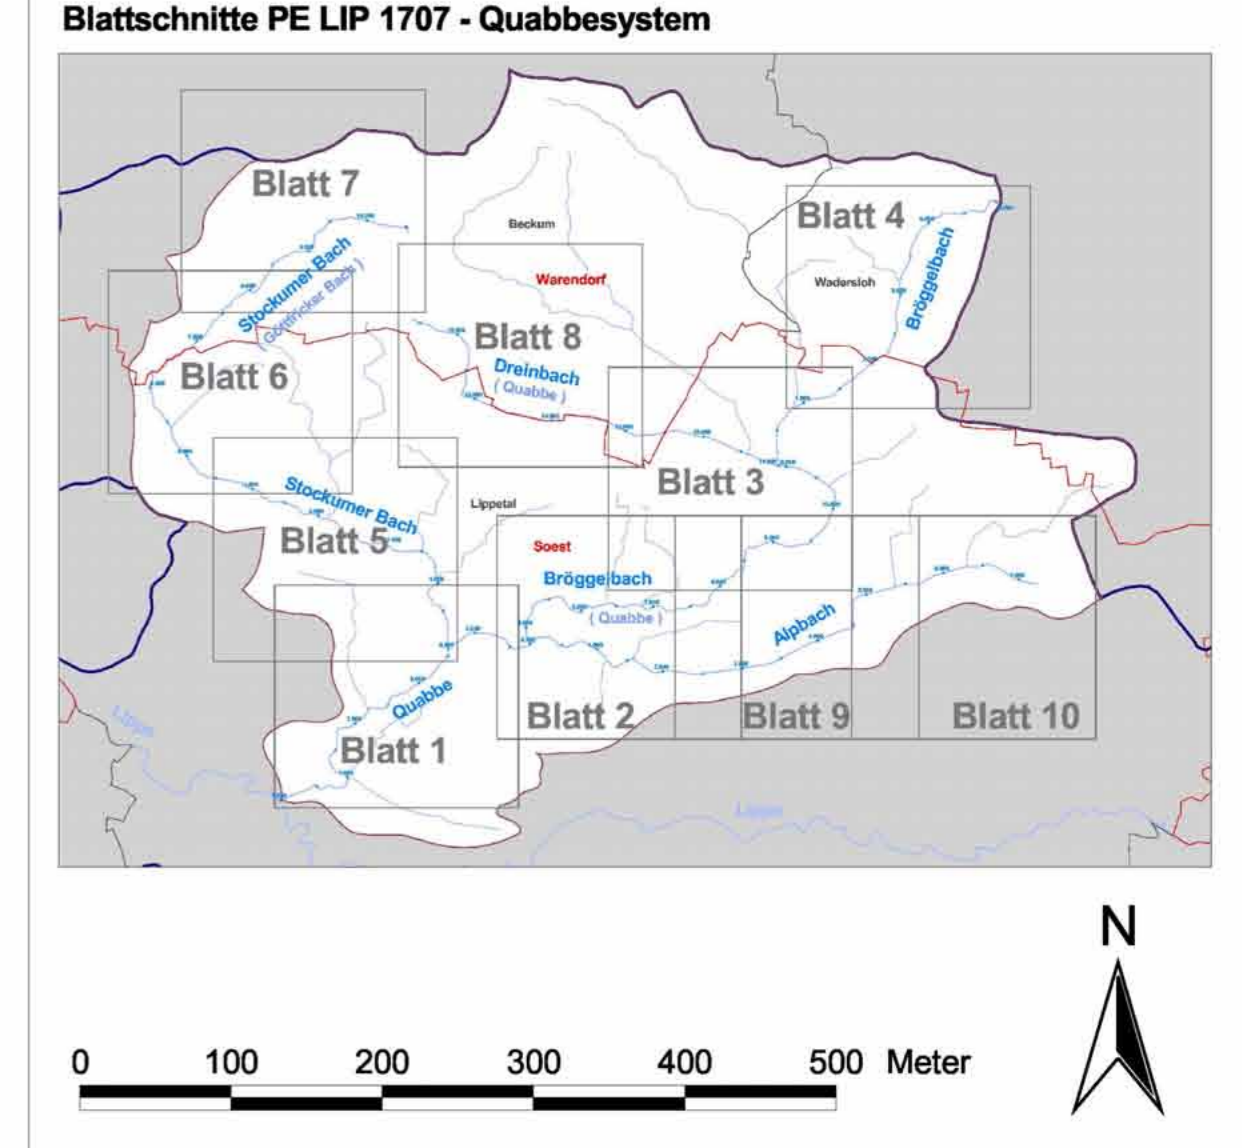 Blattschnitte PE LIP 1707 - Quabbesystem
Blatt 7
Beckum
Blatt 4
Bröggelbach
Stockumer Bach
(Göttfricker Bach)
Warendorf
Wadersloh
Blatt 8
Dreinbach
(Quabbe)
Blatt 6
Blatt 3
Stockumer Bach
Lippetal
Blatt 5
Soest
Bröggelbach
(Quabbe)
Alpbach
Quabbe
Blatt 2
Blatt 9
Blatt 10
Lippe
Blatt 1
Lippe
N
0 100 200 300 400 500 Meter